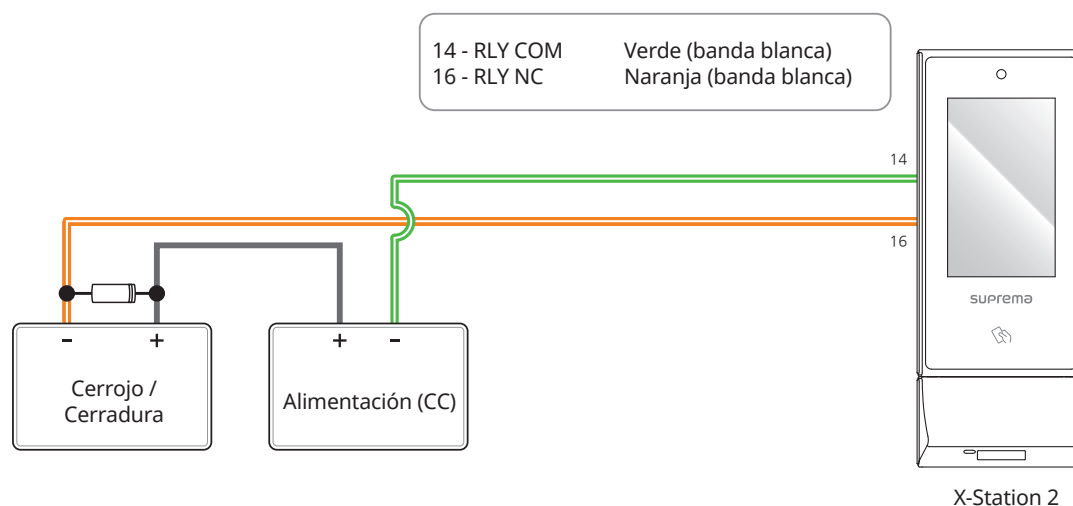 14 - RLY COM Verde (banda blanca)
16 - RLY NC Naranja (banda blanca)
14
16
suprema
- +
+ -
Cerrojo /
Cerradura
Alimentación (CC)
X-Station 2